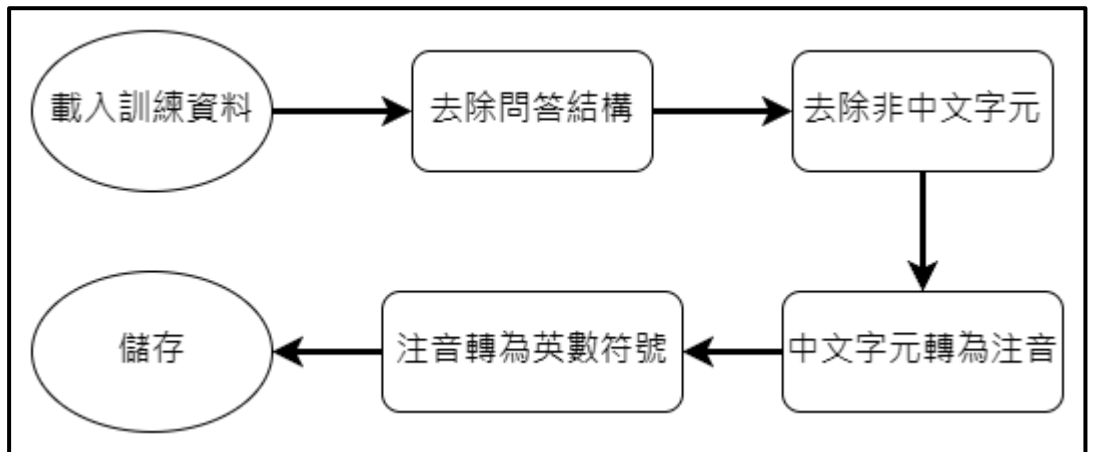 載入訓練資料
去除問答結構
去除非中文字元
中文字元轉為注音
注音轉為英數符號
儲存